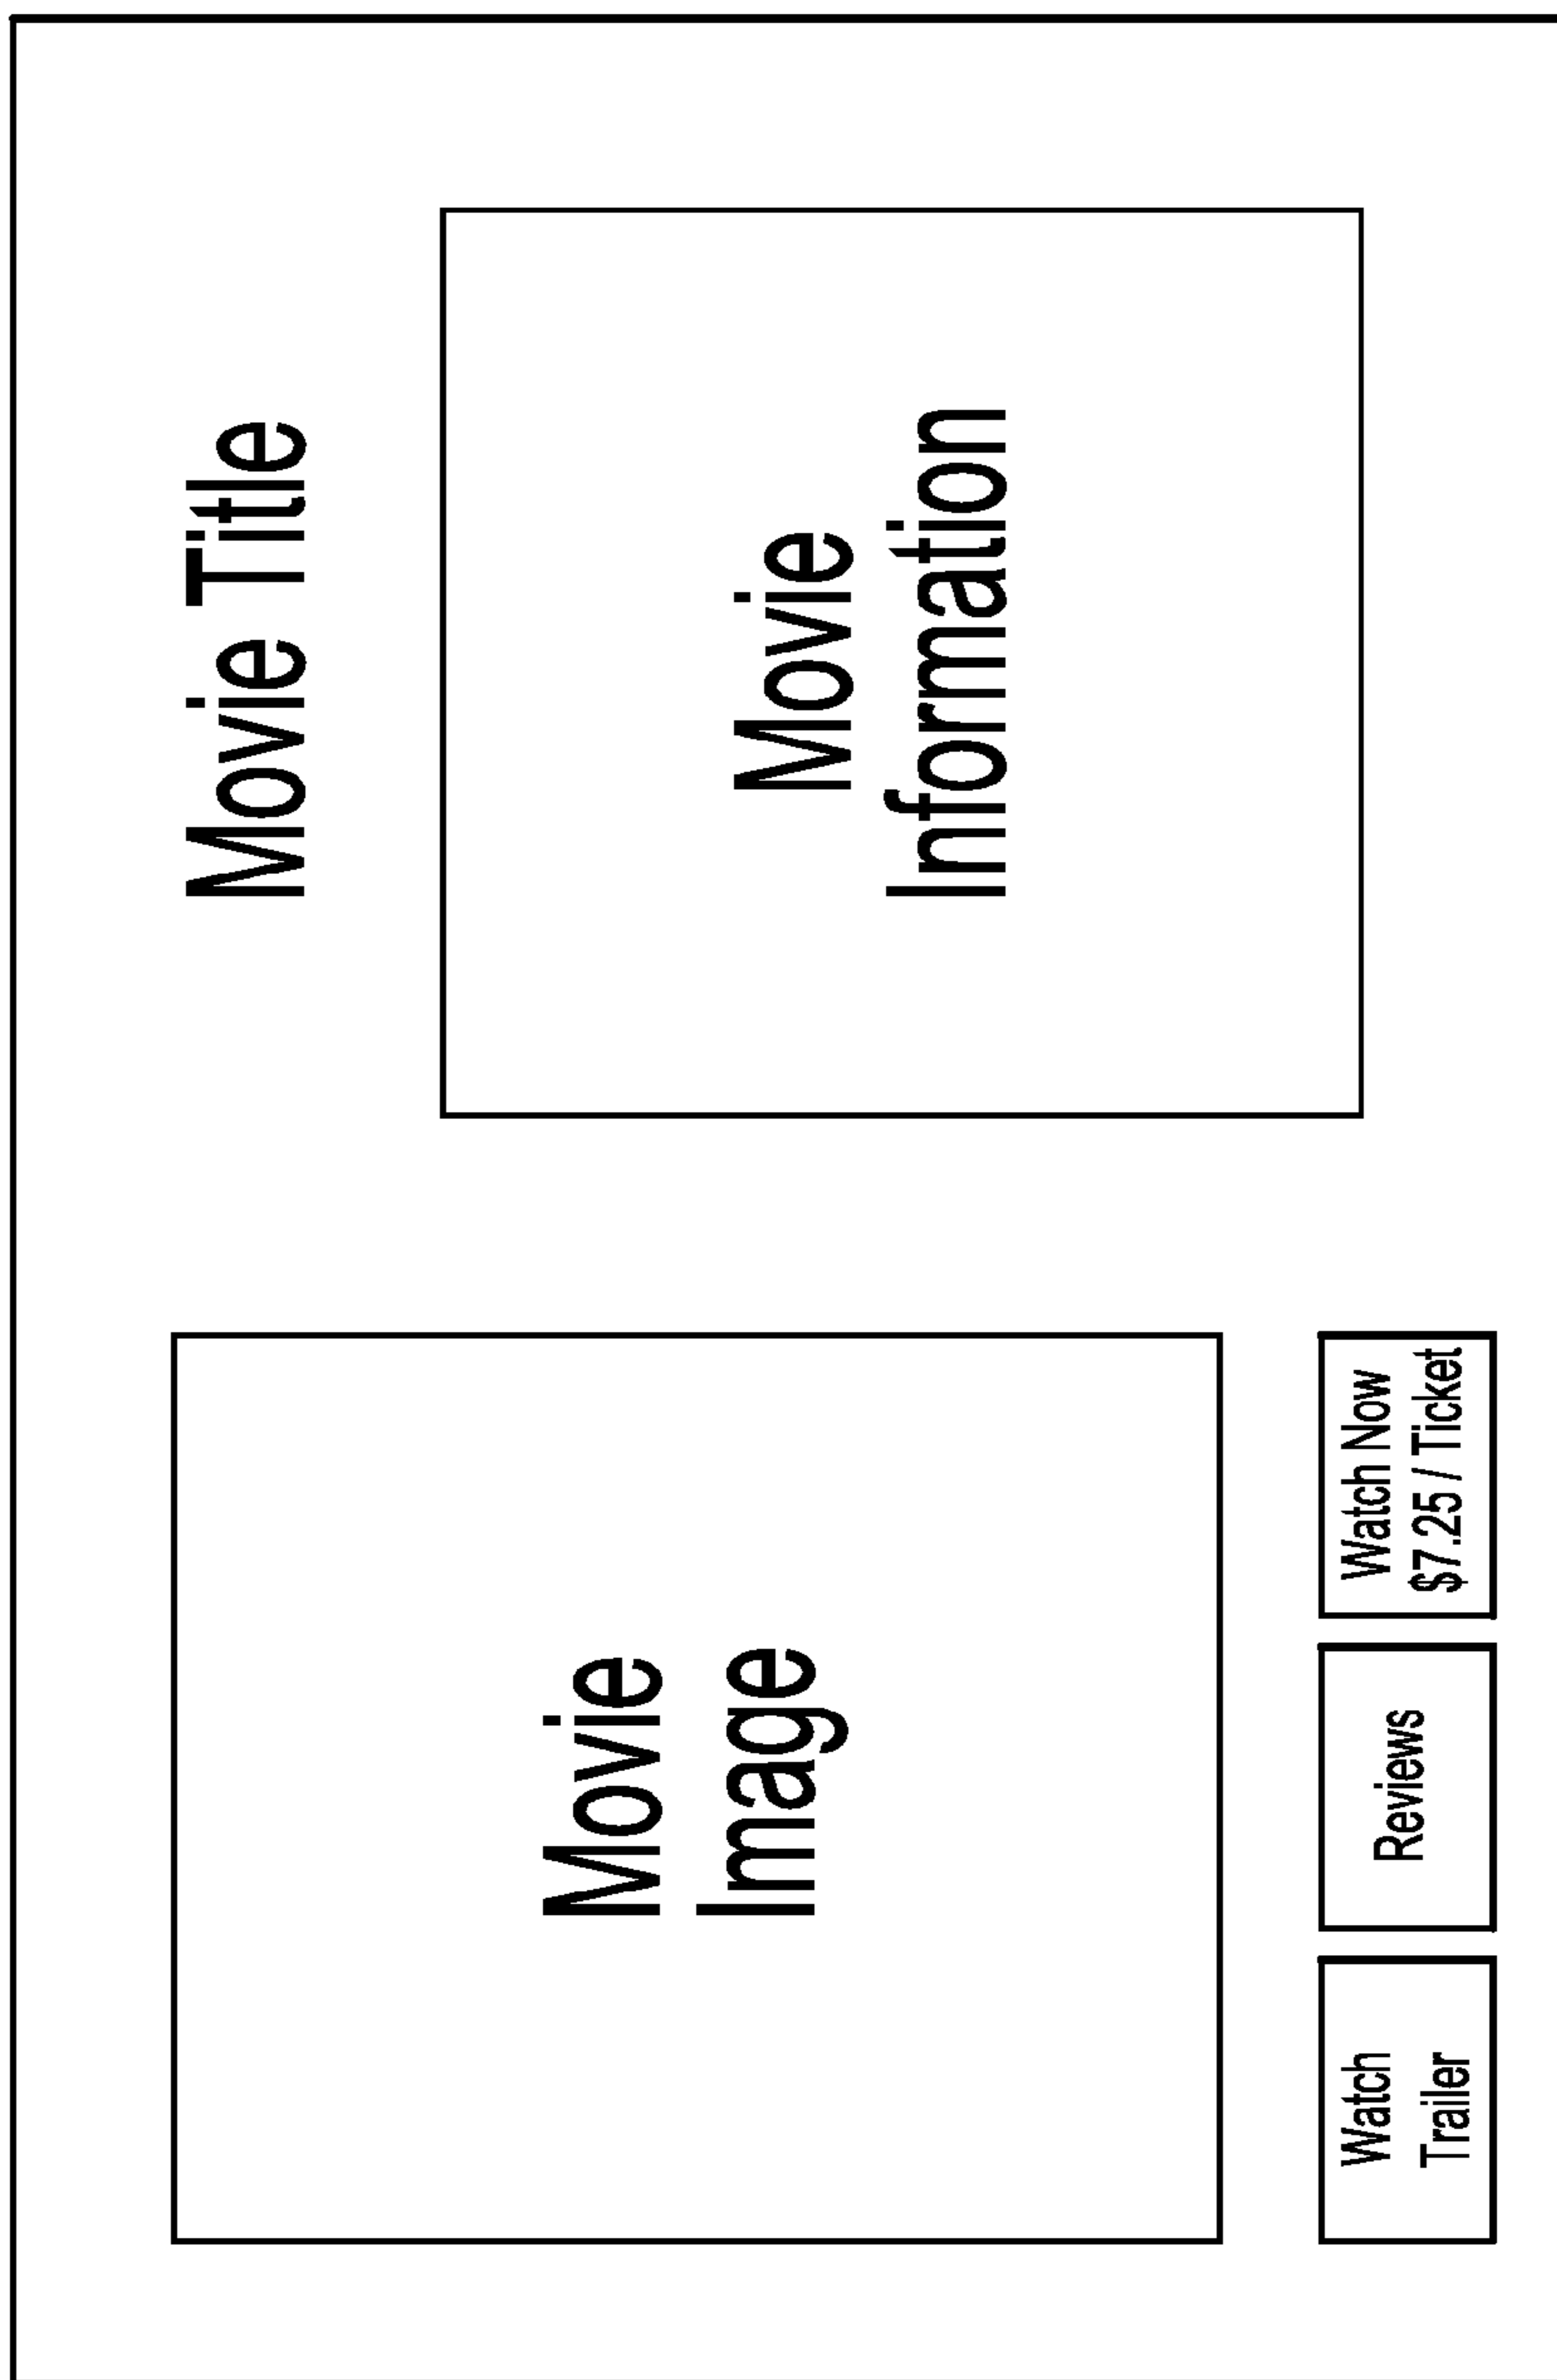 Movie Title
Movie
Information
Movie
Image
Watch
Trailer
Reviews
Watch Now
$7.25 / Ticket